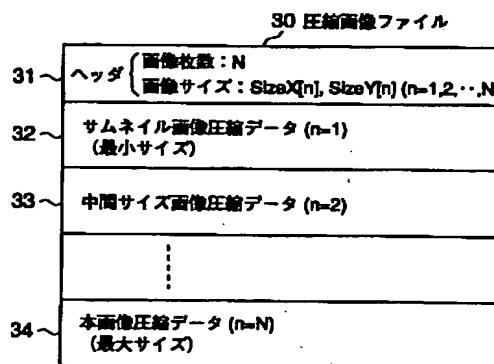 30 圧縮画像ファイル
31 ヘッダ 画像枚数：N
画像サイズ：SizeX[n], SizeY[n] (n=1,2,‥,N
32 サムネイル画像圧縮データ (n=1)
(最小サイズ)
33 中間サイズ画像圧縮データ (n=2)
34 本画像圧縮データ (n=N)
(最大サイズ)